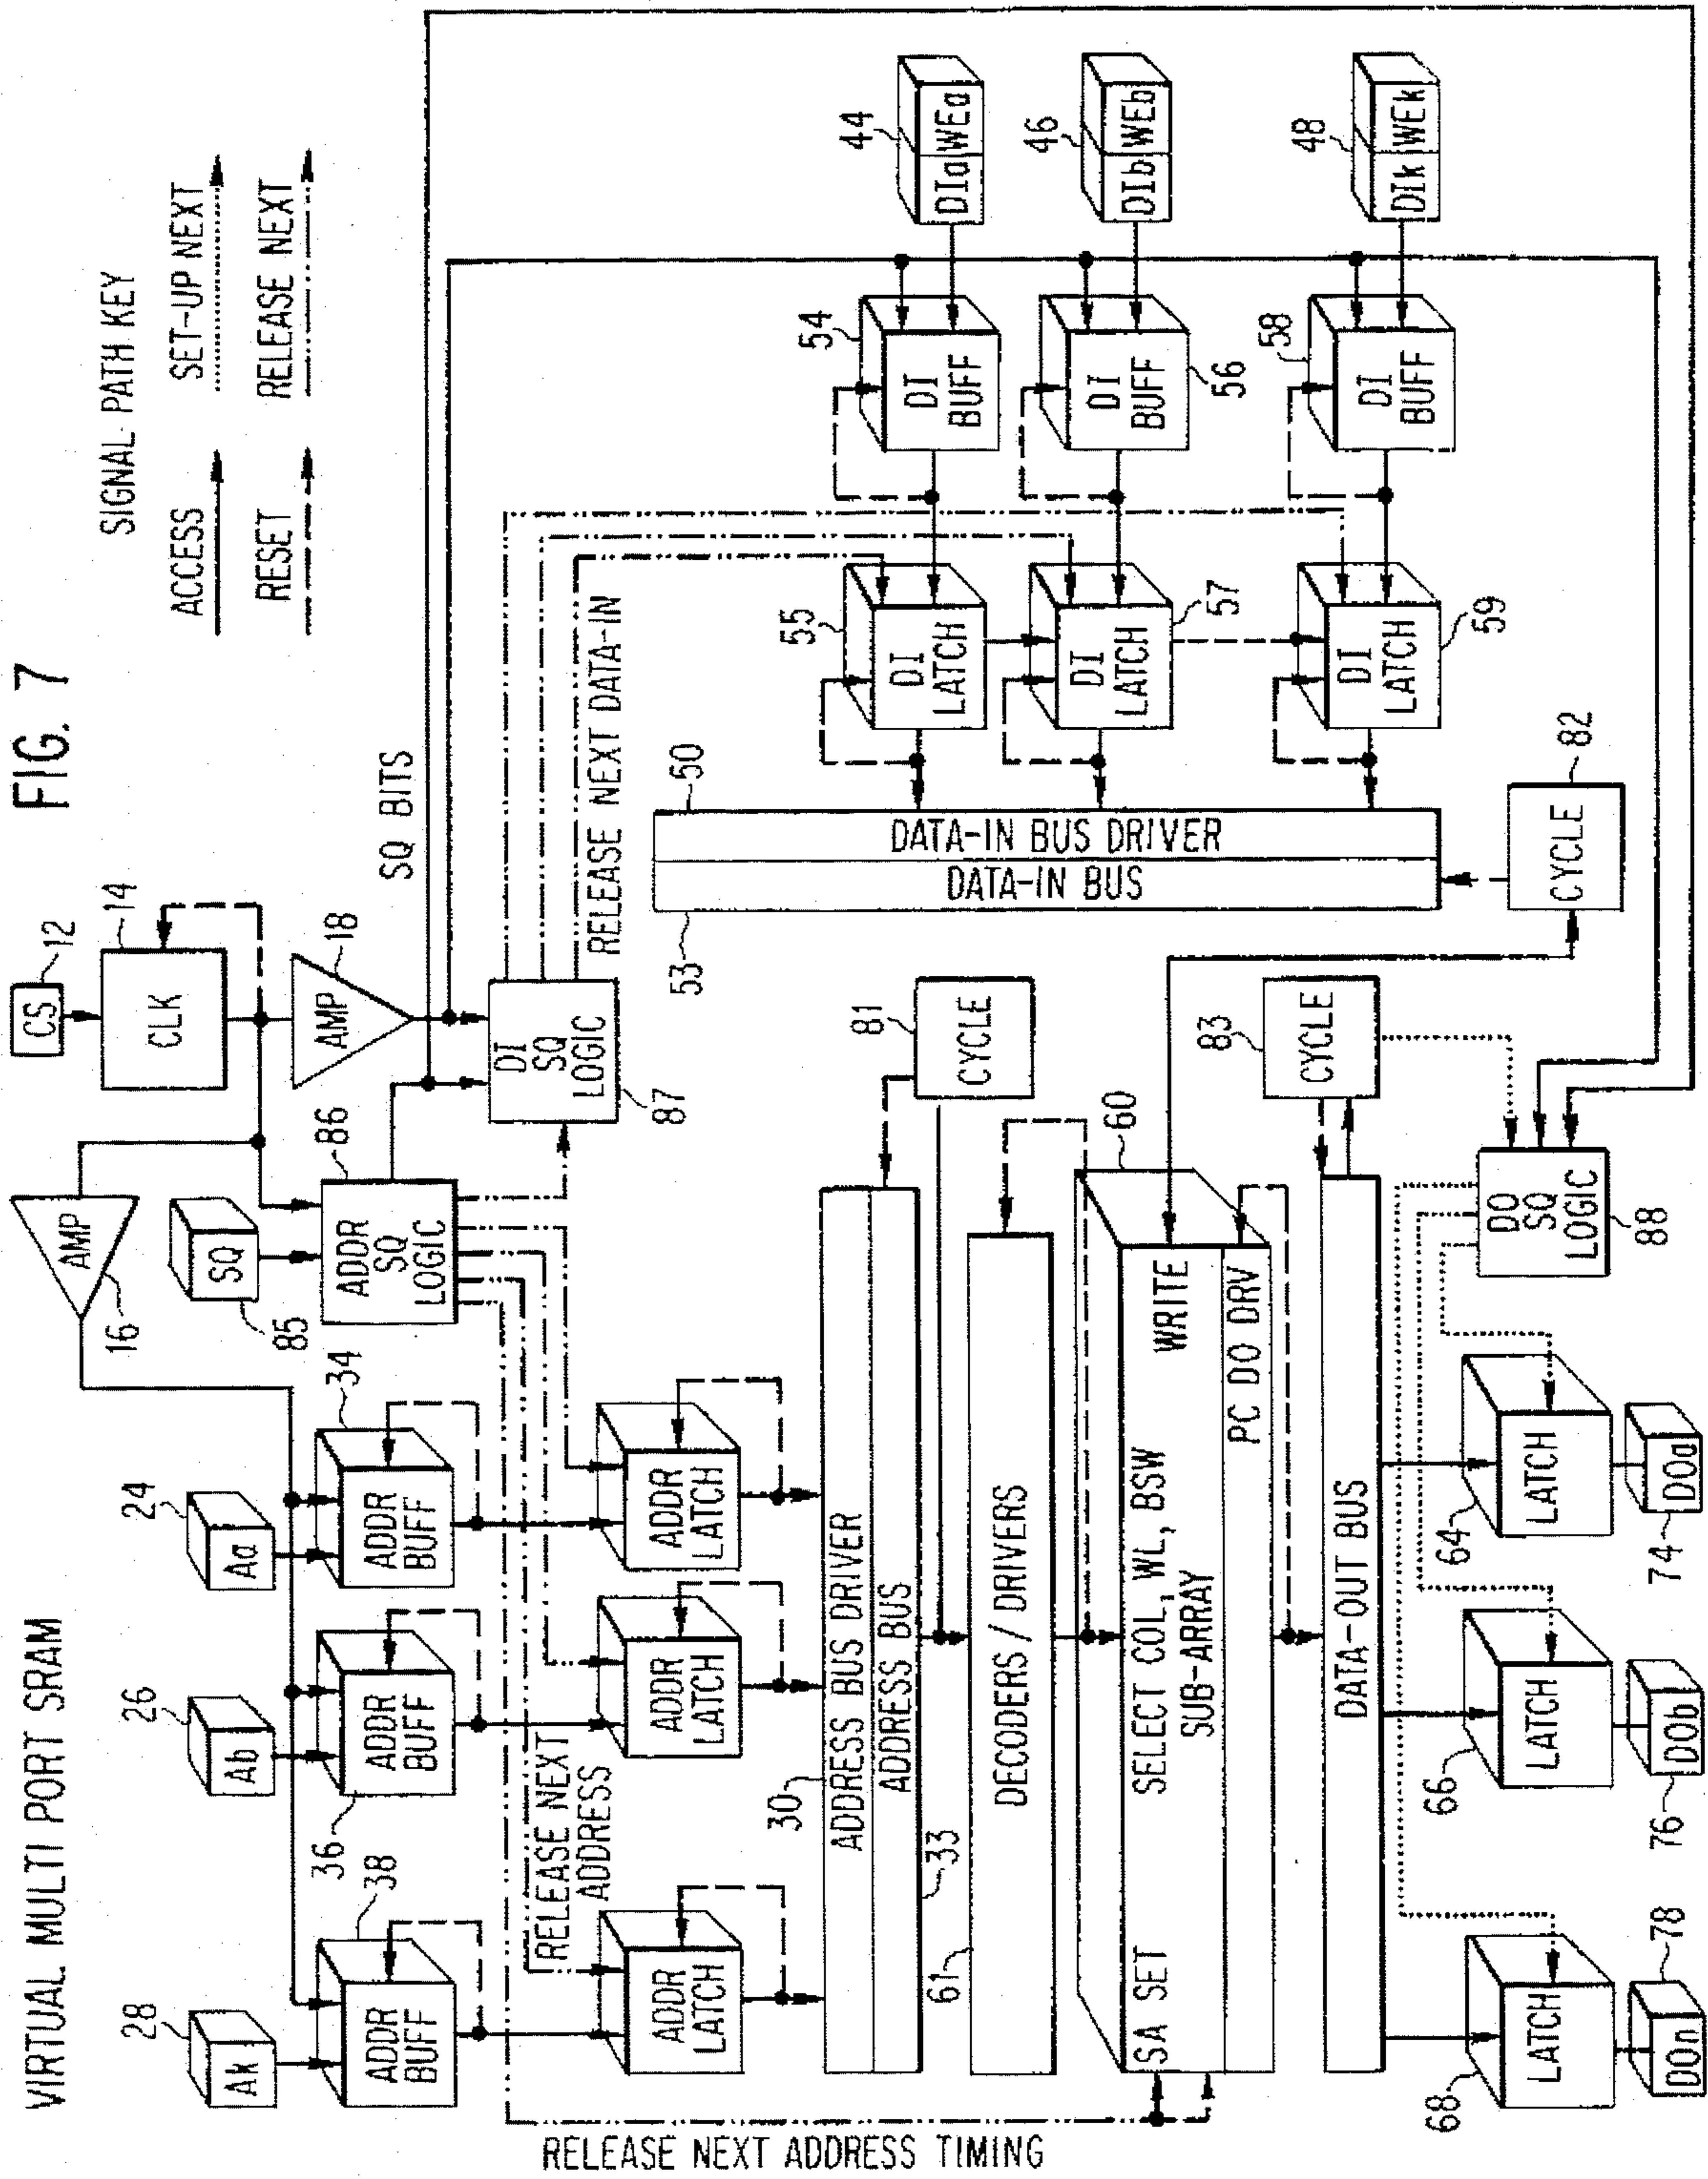 FIG. 7
VIRTUAL MULTI PORT SRAM
SIGNAL PATH KEY
ACCESS
SET-UP NEXT
RESET
RELEASE NEXT
CS
12
CLK
14
AMP
16
AMP
18
SQ BITS
SQ
85
ADDR
SQ
LOGIC
86
DI
SQ
LOGIC
87
RELEASE NEXT DATA-IN
Ak
28
Ab
26
Aa
24
ADDR
BUFF
38
ADDR
BUFF
36
ADDR
BUFF
34
RELEASE NEXT
ADDRESS
ADDR
LATCH
ADDR
LATCH
ADDR
LATCH
30
ADDRESS BUS DRIVER
ADDRESS BUS
33
CYCLE
81
61
DECODERS / DRIVERS
60
SA SET
SELECT COL, WL, BSW
WRITE
SUB-ARRAY
PC DO DRV
RELEASE NEXT ADDRESS TIMING
DATA-OUT BUS
CYCLE
83
DO
SQ
LOGIC
88
LATCH
68
LATCH
66
LATCH
64
DOn
78
DOb
76
DOa
74
53
50
DATA-IN BUS DRIVER
DATA-IN BUS
CYCLE
82
DI
LATCH
55
DI
LATCH
57
DI
LATCH
59
DI
BUFF
54
DI
BUFF
56
DI
BUFF
58
DIa WEa
44
DIb WEb
46
DIk WEk
48